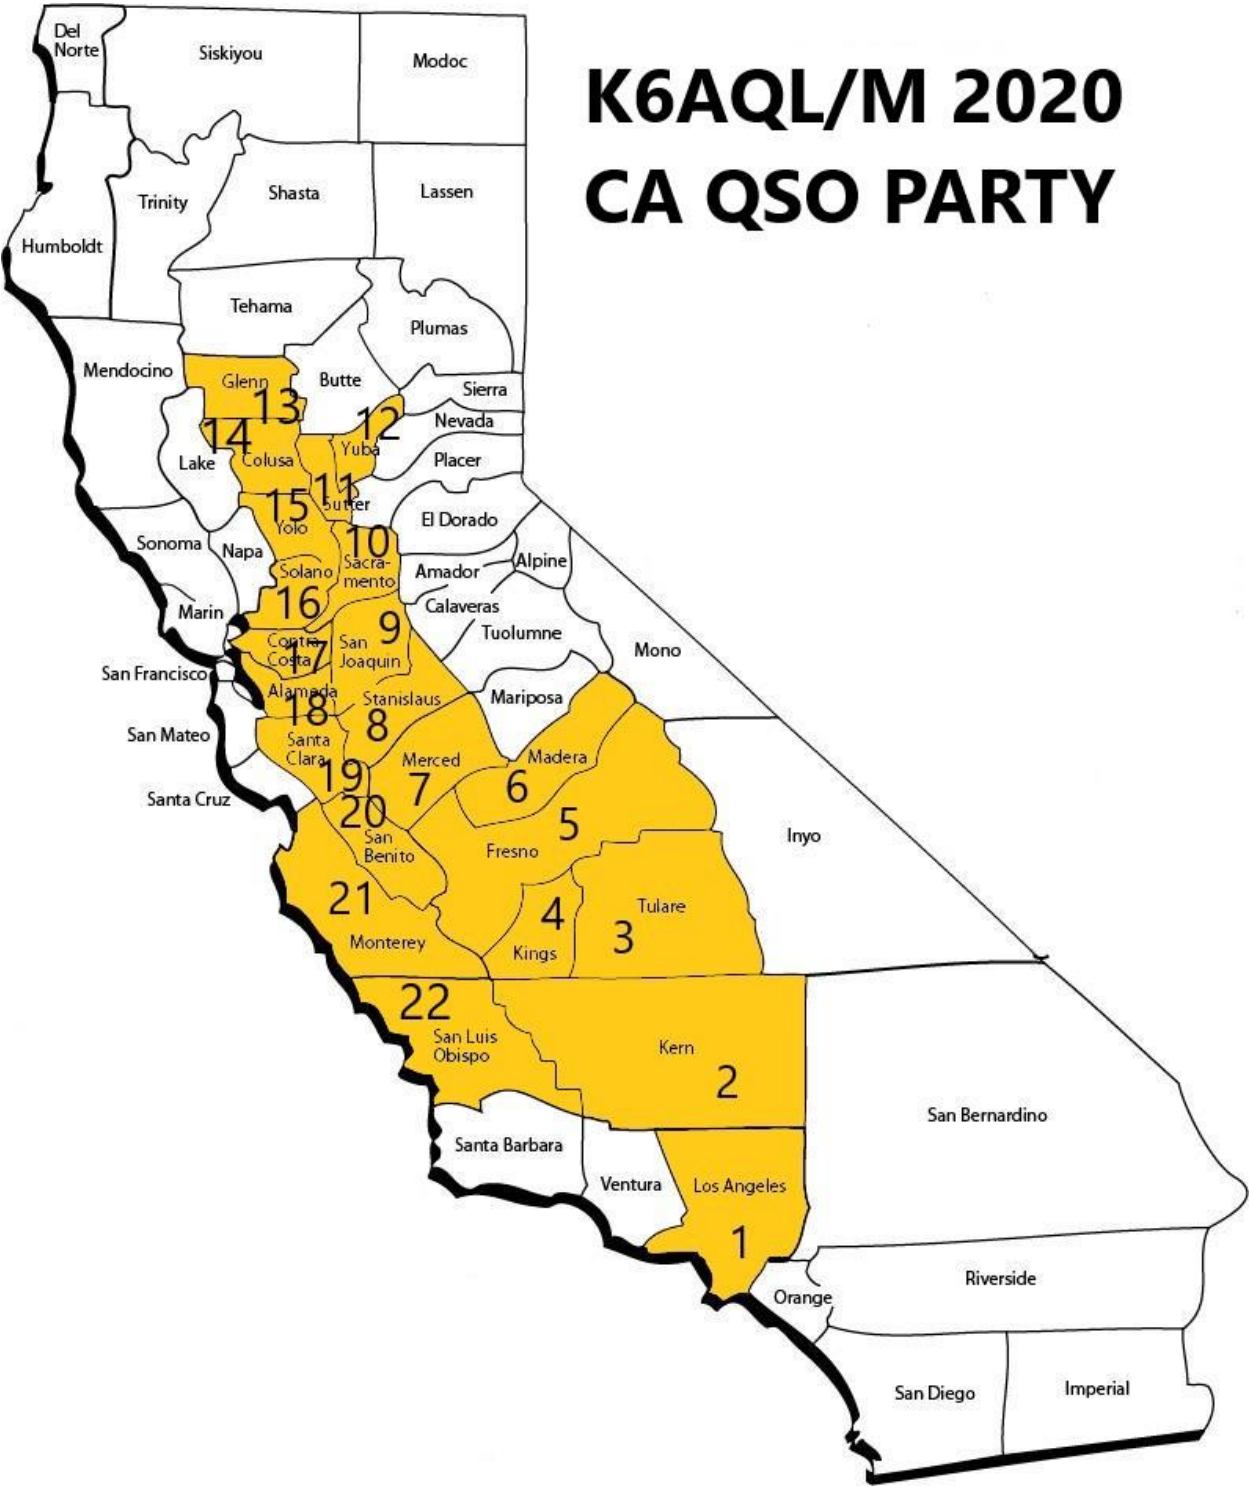 K6AQL/M 2020
CA QSO PARTY
Del
Norte
Siskiyou
Modoc
Trinity
Shasta
Lassen
Humboldt
Tehama
Plumas
Mendocino
Glenn
13
Butte
Sierra
12
Nevada
14
Colusa
Yuba
Placer
Lake
11
Sutter
15
Yolo
El Dorado
Sonoma
Napa
10
Sacra-
mento
Solano
Amador
Alpine
16
Calaveras
Marin
9
Tuolumne
Contra
Costa
17
San
Joaquin
Mono
San Francisco
Alameda
18
Stanislaus
8
Mariposa
San Mateo
Santa
Clara
19
Merced
7
Madera
6
Santa Cruz
20
San
Benito
5
Fresno
Inyo
21
Monterey
4
Kings
Tulare
3
22
San Luis
Obispo
Kern
2
San Bernardino
Santa Barbara
Ventura
Los Angeles
1
Orange
Riverside
San Diego
Imperial